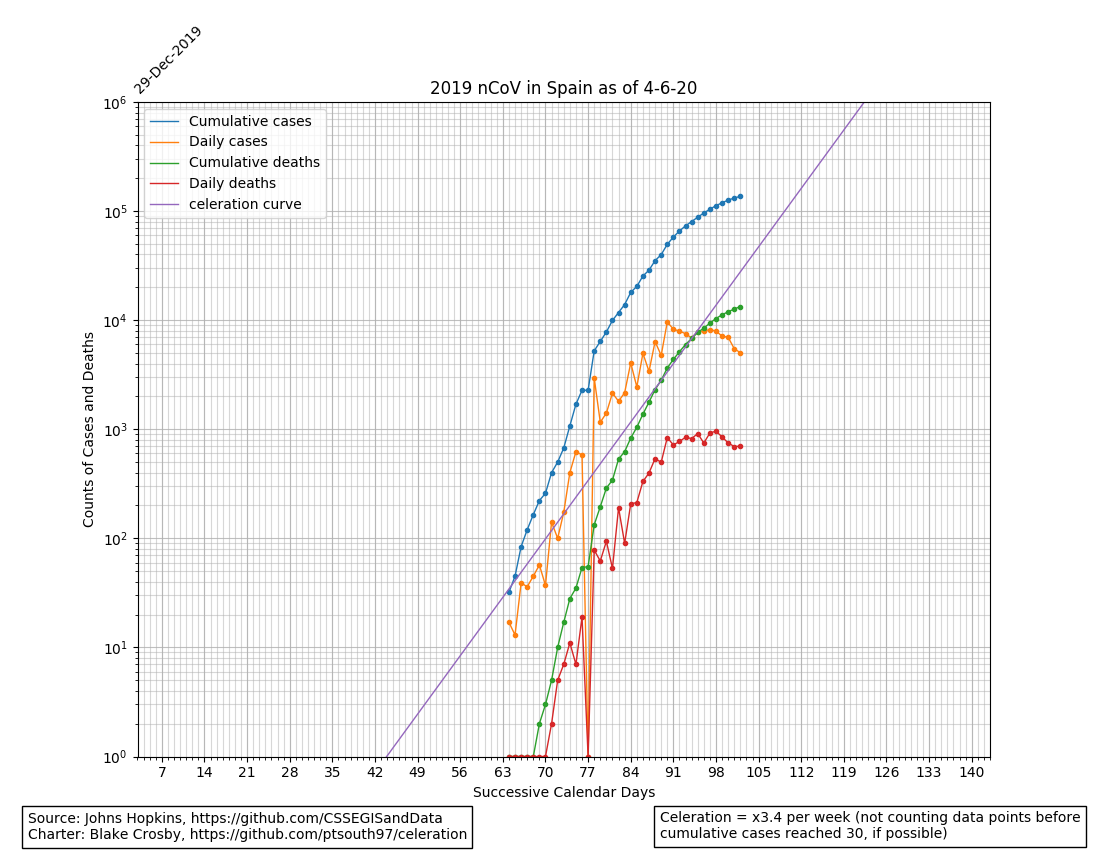 29-Dec-2019
2019 nCoV in Spain as of 4-6-20
Cumulative cases
Daily cases
Cumulative deaths
Daily deaths
celeration curve
Counts of Cases and Deaths
10^6
10^5
10^4
10^3
10^2
10^1
10^0
7 14 21 28 35 42 49 56 63 70 77 84 91 98 105 112 119 126 133 140
Successive Calendar Days
Source: Johns Hopkins, https://github.com/CSSEGISandData
Charter: Blake Crosby, https://github.com/ptsouth97/celeration
Celeration = x3.4 per week (not counting data points before
cumulative cases reached 30, if possible)